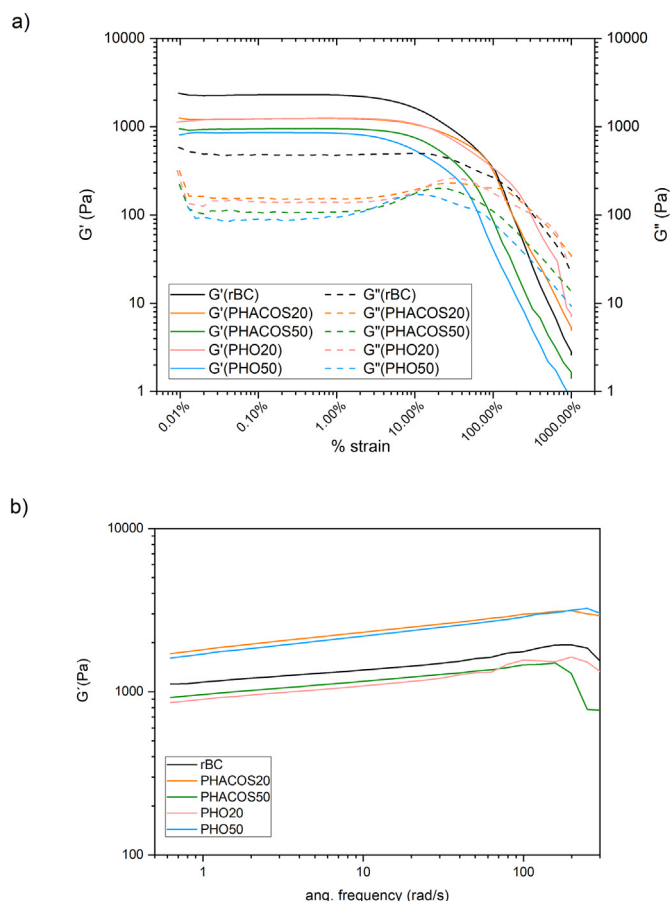 a)
10000
10000
1000
1000
100
100
10
10
1
1
G' (Pa)
G" (Pa)
G'(rBC)
G"(rBC)
G'(PHACOS20)
G"(PHACOS20)
G'(PHACOS50)
G"(PHACOS50)
G'(PHO20)
G"(PHO20)
G'(PHO50)
G"(PHO50)
0.01%
0.10%
1.00%
10.00%
100.00%
1000.00%
% strain
b)
10000
1000
100
G´(Pa)
rBC
PHACOS20
PHACOS50
PHO20
PHO50
1
10
100
ang. frequency (rad/s)